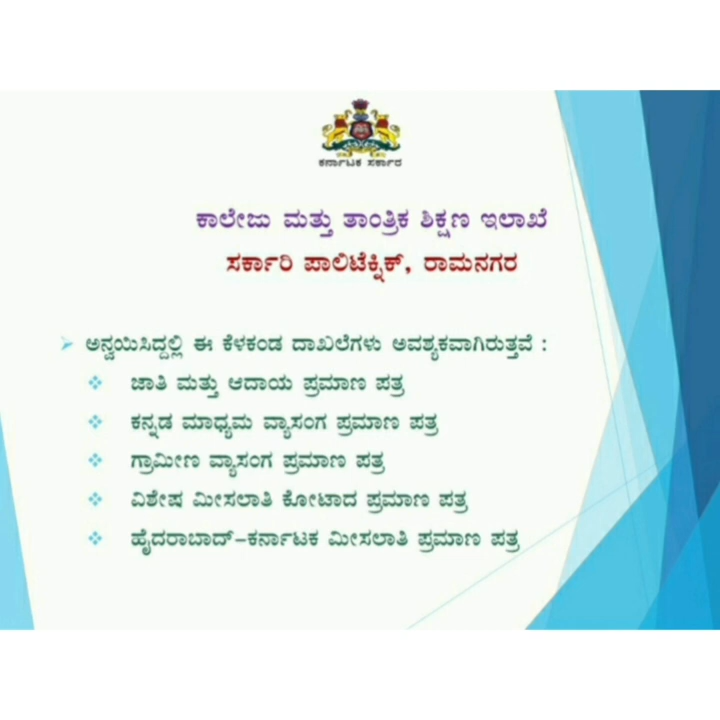 ಕರ್ನಾಟಕ ಸರ್ಕಾರ
ಕಾಲೇಜು ಮತ್ತು ತಾಂತ್ರಿಕ ಶಿಕ್ಷಣ ಇಲಾಖೆ
ಸರ್ಕಾರಿ ಪಾಲಿಟೆಕ್ನಿಕ್, ರಾಮನಗರ
➢ ಅನ್ವಯಿಸಿದ್ದಲ್ಲಿ ಈ ಕೆಳಕಂಡ ದಾಖಲೆಗಳು ಅವಶ್ಯಕವಾಗಿರುತ್ತವೆ :
❖ ಜಾತಿ ಮತ್ತು ಆದಾಯ ಪ್ರಮಾಣ ಪತ್ರ
❖ ಕನ್ನಡ ಮಾಧ್ಯಮ ವ್ಯಾಸಂಗ ಪ್ರಮಾಣ ಪತ್ರ
❖ ಗ್ರಾಮೀಣ ವ್ಯಾಸಂಗ ಪ್ರಮಾಣ ಪತ್ರ
❖ ವಿಶೇಷ ಮೀಸಲಾತಿ ಕೋಟಾದ ಪ್ರಮಾಣ ಪತ್ರ
❖ ಹೈದರಾಬಾದ್-ಕರ್ನಾಟಕ ಮೀಸಲಾತಿ ಪ್ರಮಾಣ ಪತ್ರ